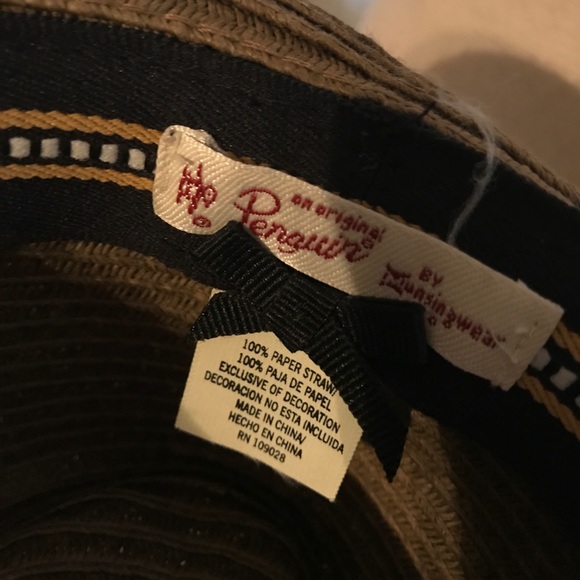 an original
Penguin
BY
Munsingwear
100% PAPER STRAW/
100% PAJA DE PAPEL
EXCLUSIVE OF DECORATION
DECORACION NO ESTA INCLUIDA
MADE IN CHINA/
HECHO EN CHINA
RN 109028